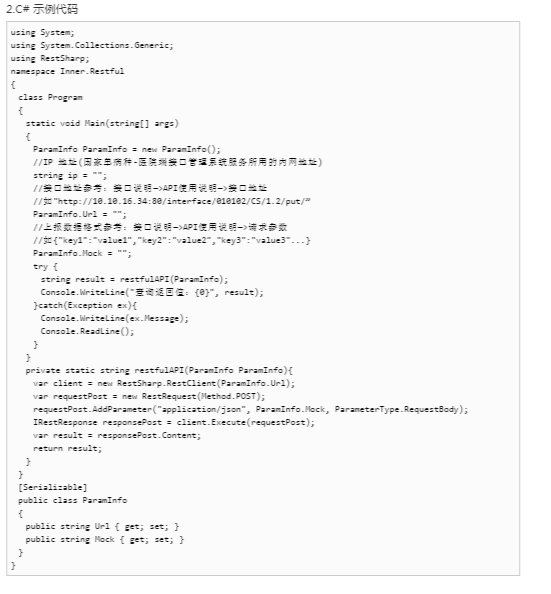 2.C# 示例代码
using System;
using System.Collections.Generic;
using RestSharp;
namespace Inner.Restful
{
class Program
{
static void Main(string[] args)
{
ParamInfo ParamInfo = new ParamInfo();
//IP 地址(国家单病种-医院端接口管理系统服务所用的内网地址)
string ip = "";
//接口地址参考: 接口说明->API使用说明->接口地址
//如"http://10.10.16.34:80/interface/010102/CS/1.2/put/"
ParamInfo.Url = "";
//上报数据格式参考: 接口说明->API使用说明->请求参数
//如{"key1":"value1","key2":"value2","key3":"value3"...}
ParamInfo.Mock = "";
try {
string result = restfulAPI(ParamInfo);
Console.WriteLine("查询返回值: {0}", result);
}catch(Exception ex){
Console.WriteLine(ex.Message);
Console.ReadLine();
}
}
private static string restfulAPI(ParamInfo ParamInfo){
var client = new RestSharp.RestClient(ParamInfo.Url);
var requestPost = new RestRequest(Method.POST);
requestPost.AddParameter("application/json", ParamInfo.Mock, ParameterType.RequestBody);
IRestResponse responsePost = client.Execute(requestPost);
var result = responsePost.Content;
return result;
}
}
[Serializable]
public class ParamInfo
{
public string Url { get; set; }
public string Mock { get; set; }
}
}